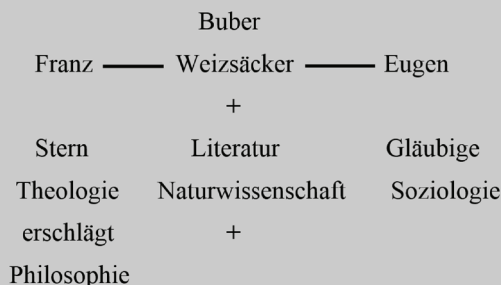 Buber
Franz Weizsäcker Eugen
+
Stern Literatur Gläubige
Theologie Naturwissenschaft Soziologie
erschlägt +
Philosophie